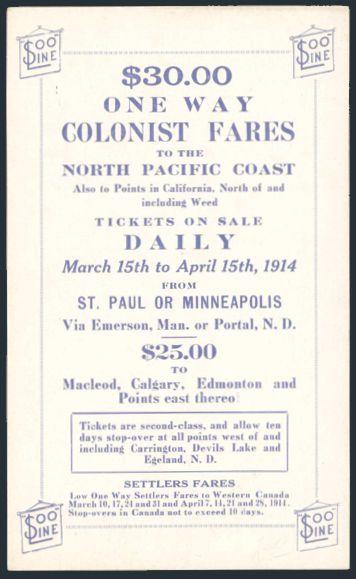 SOO LINE
SOO LINE
$30.00
ONE WAY
COLONIST FARES
TO THE
NORTH PACIFIC COAST
Also to Points in California, North of and
including Weed
TICKETS ON SALE
DAILY
March 15th to April 15th, 1914
FROM
ST. PAUL OR MINNEAPOLIS
Via Emerson, Man. or Portal, N. D.
$25.00
TO
Macleod, Calgary, Edmonton and
Points east thereof
Tickets are second-class, and allow ten
days stop-over at all points west of and
including Carrington, Devils Lake and
Egeland, N. D.
SETTLERS FARES
Low One Way Settlers Fares to Western Canada
March 10, 17, 24 and 31 and April 7, 14, 21 and 28, 1914.
Stop-overs in Canada not to exceed 10 days.
SOO LINE
SOO LINE